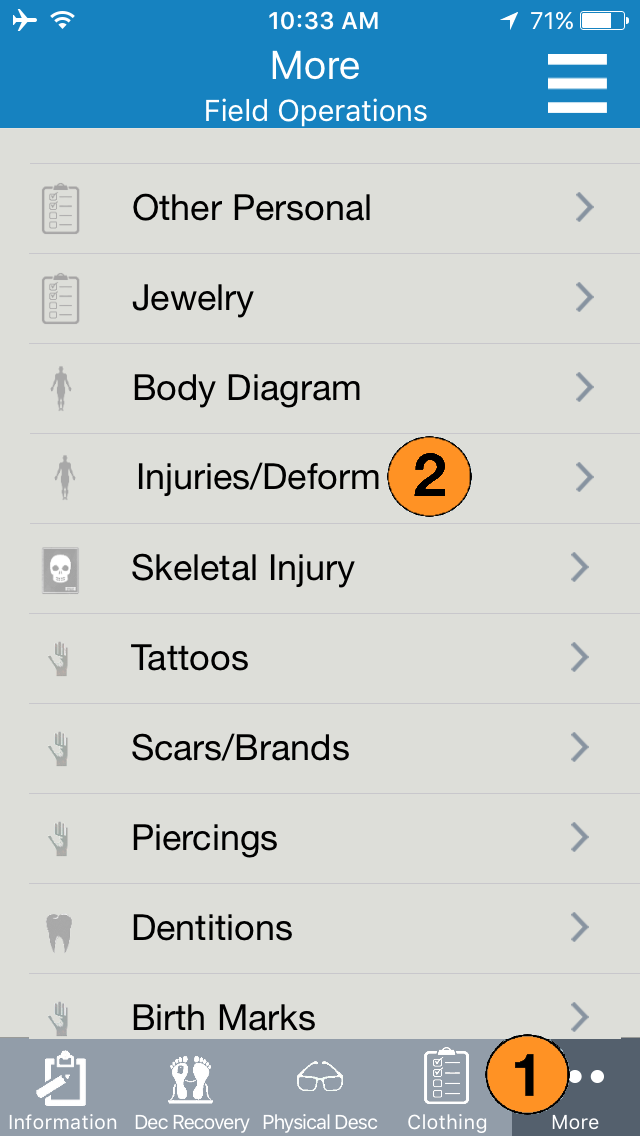 10:33 AM
71%
More
Field Operations
Other Personal
Jewelry
Body Diagram
Injuries/Deform 2
Skeletal Injury
Tattoos
Scars/Brands
Piercings
Dentitions
Birth Marks
1
Information Dec Recovery Physical Desc Clothing More